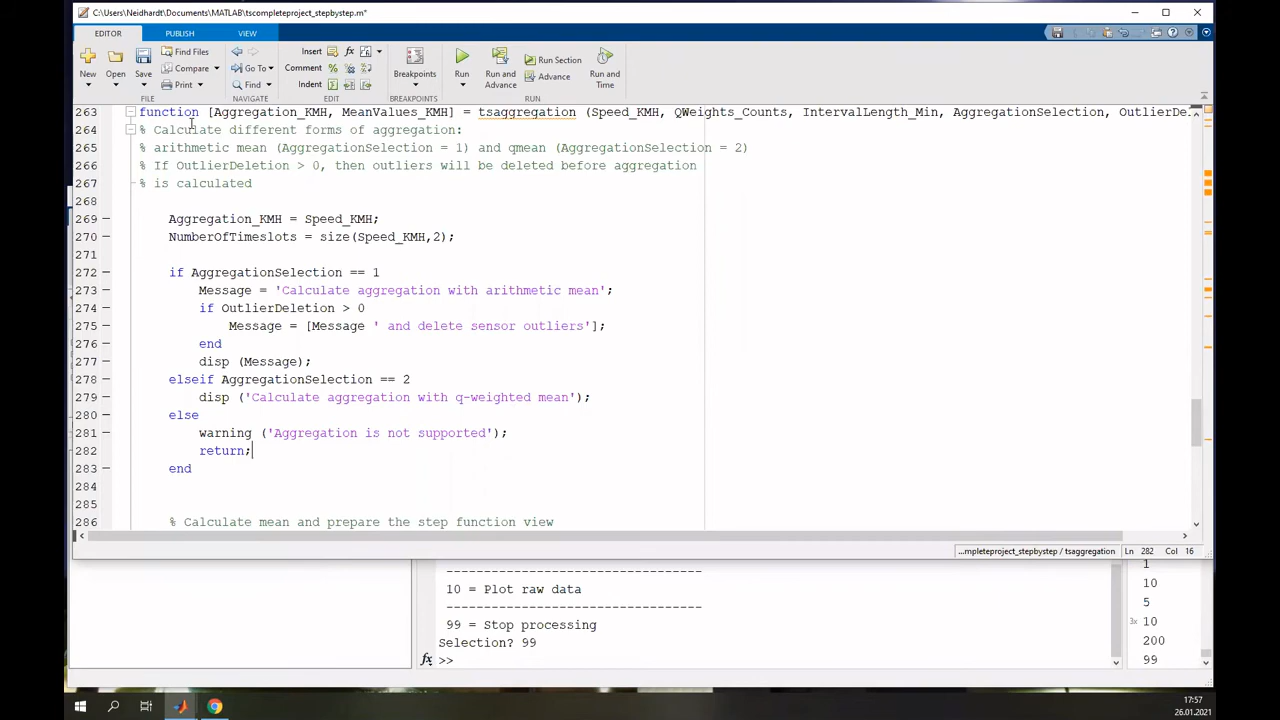 C:\Users\Neidhardt\Documents\MATLAB\tscompleteproject_stepbystep.m*
EDITOR PUBLISH VIEW
New Open Save
Find Files
Compare
Print
Go To
Find
Insert
Comment
Indent
Breakpoints
Run
Run and Advance
Run Section
Advance
Run and Time
FILE NAVIGATE EDIT BREAKPOINTS RUN
263 function [Aggregation_KMH, MeanValues_KMH] = tsaggregation (Speed_KMH, QWeights_Counts, IntervalLength_Min, AggregationSelection, OutlierDel
264 % Calculate different forms of aggregation:
265 % arithmetic mean (AggregationSelection = 1) and qmean (AggregationSelection = 2)
266 % If OutlierDeletion > 0, then outliers will be deleted before aggregation
267 % is calculated
268
269 Aggregation_KMH = Speed_KMH;
270 NumberOfTimeslots = size(Speed_KMH,2);
271
272 if AggregationSelection == 1
273 Message = 'Calculate aggregation with arithmetic mean';
274 if OutlierDeletion > 0
275 Message = [Message ' and delete sensor outliers'];
276 end
277 disp (Message);
278 elseif AggregationSelection == 2
279 disp ('Calculate aggregation with q-weighted mean');
280 else
281 warning ('Aggregation is not supported');
282 return;
283 end
284
285
286 % Calculate mean and prepare the step function view
...mpleteproject_stepbystep / tsaggregation Ln 282 Col 16
---------------------------------
10 = Plot raw data
---------------------------------
99 = Stop processing
Selection? 99
fx >>
1
10
5
3x 10
200
99
17:57
26.01.2021